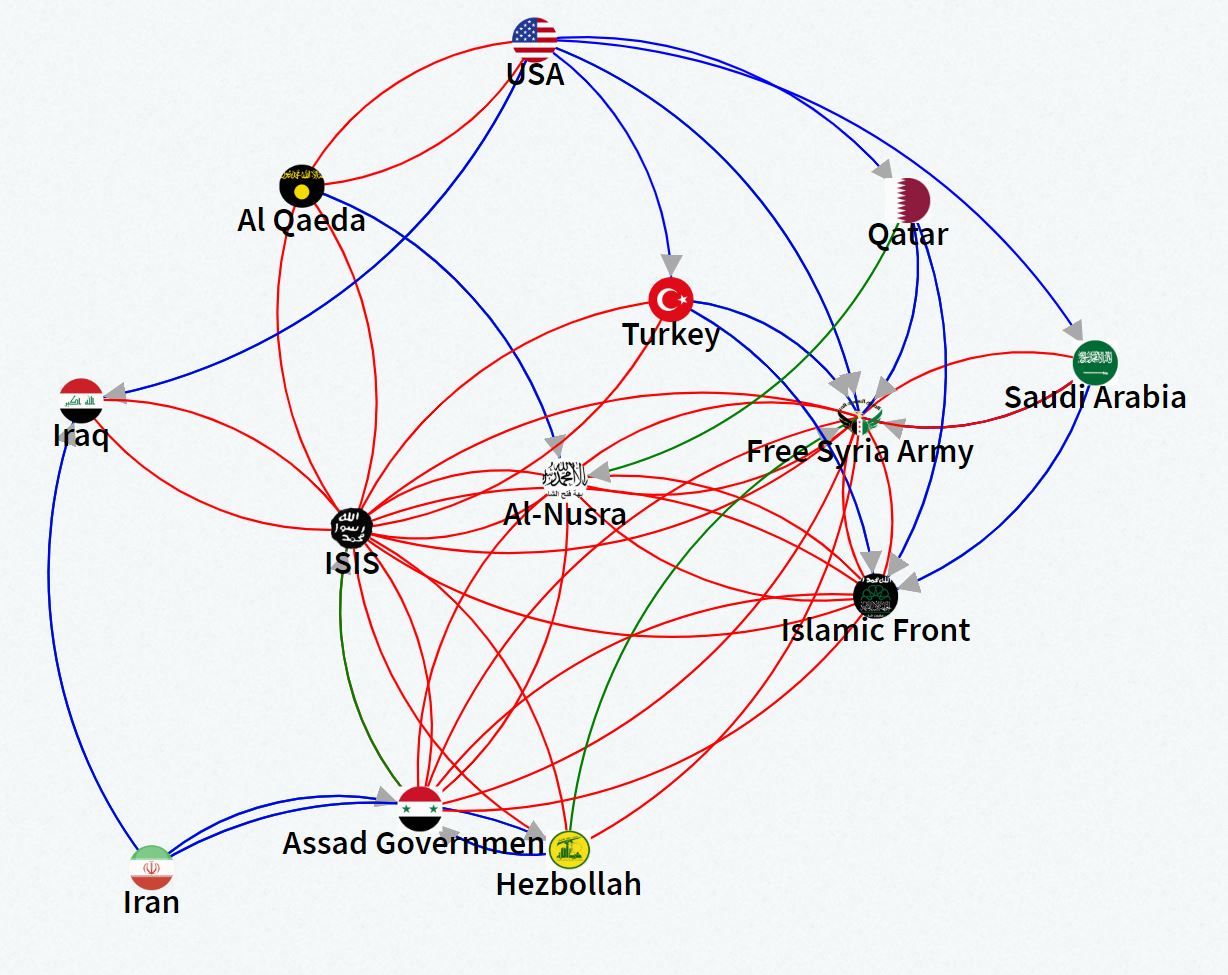 USA
Al Qaeda
Qatar
Turkey
Saudi Arabia
Iraq
Free Syria Army
Al-Nusra
ISIS
Islamic Front
Assad Governmen
Hezbollah
Iran